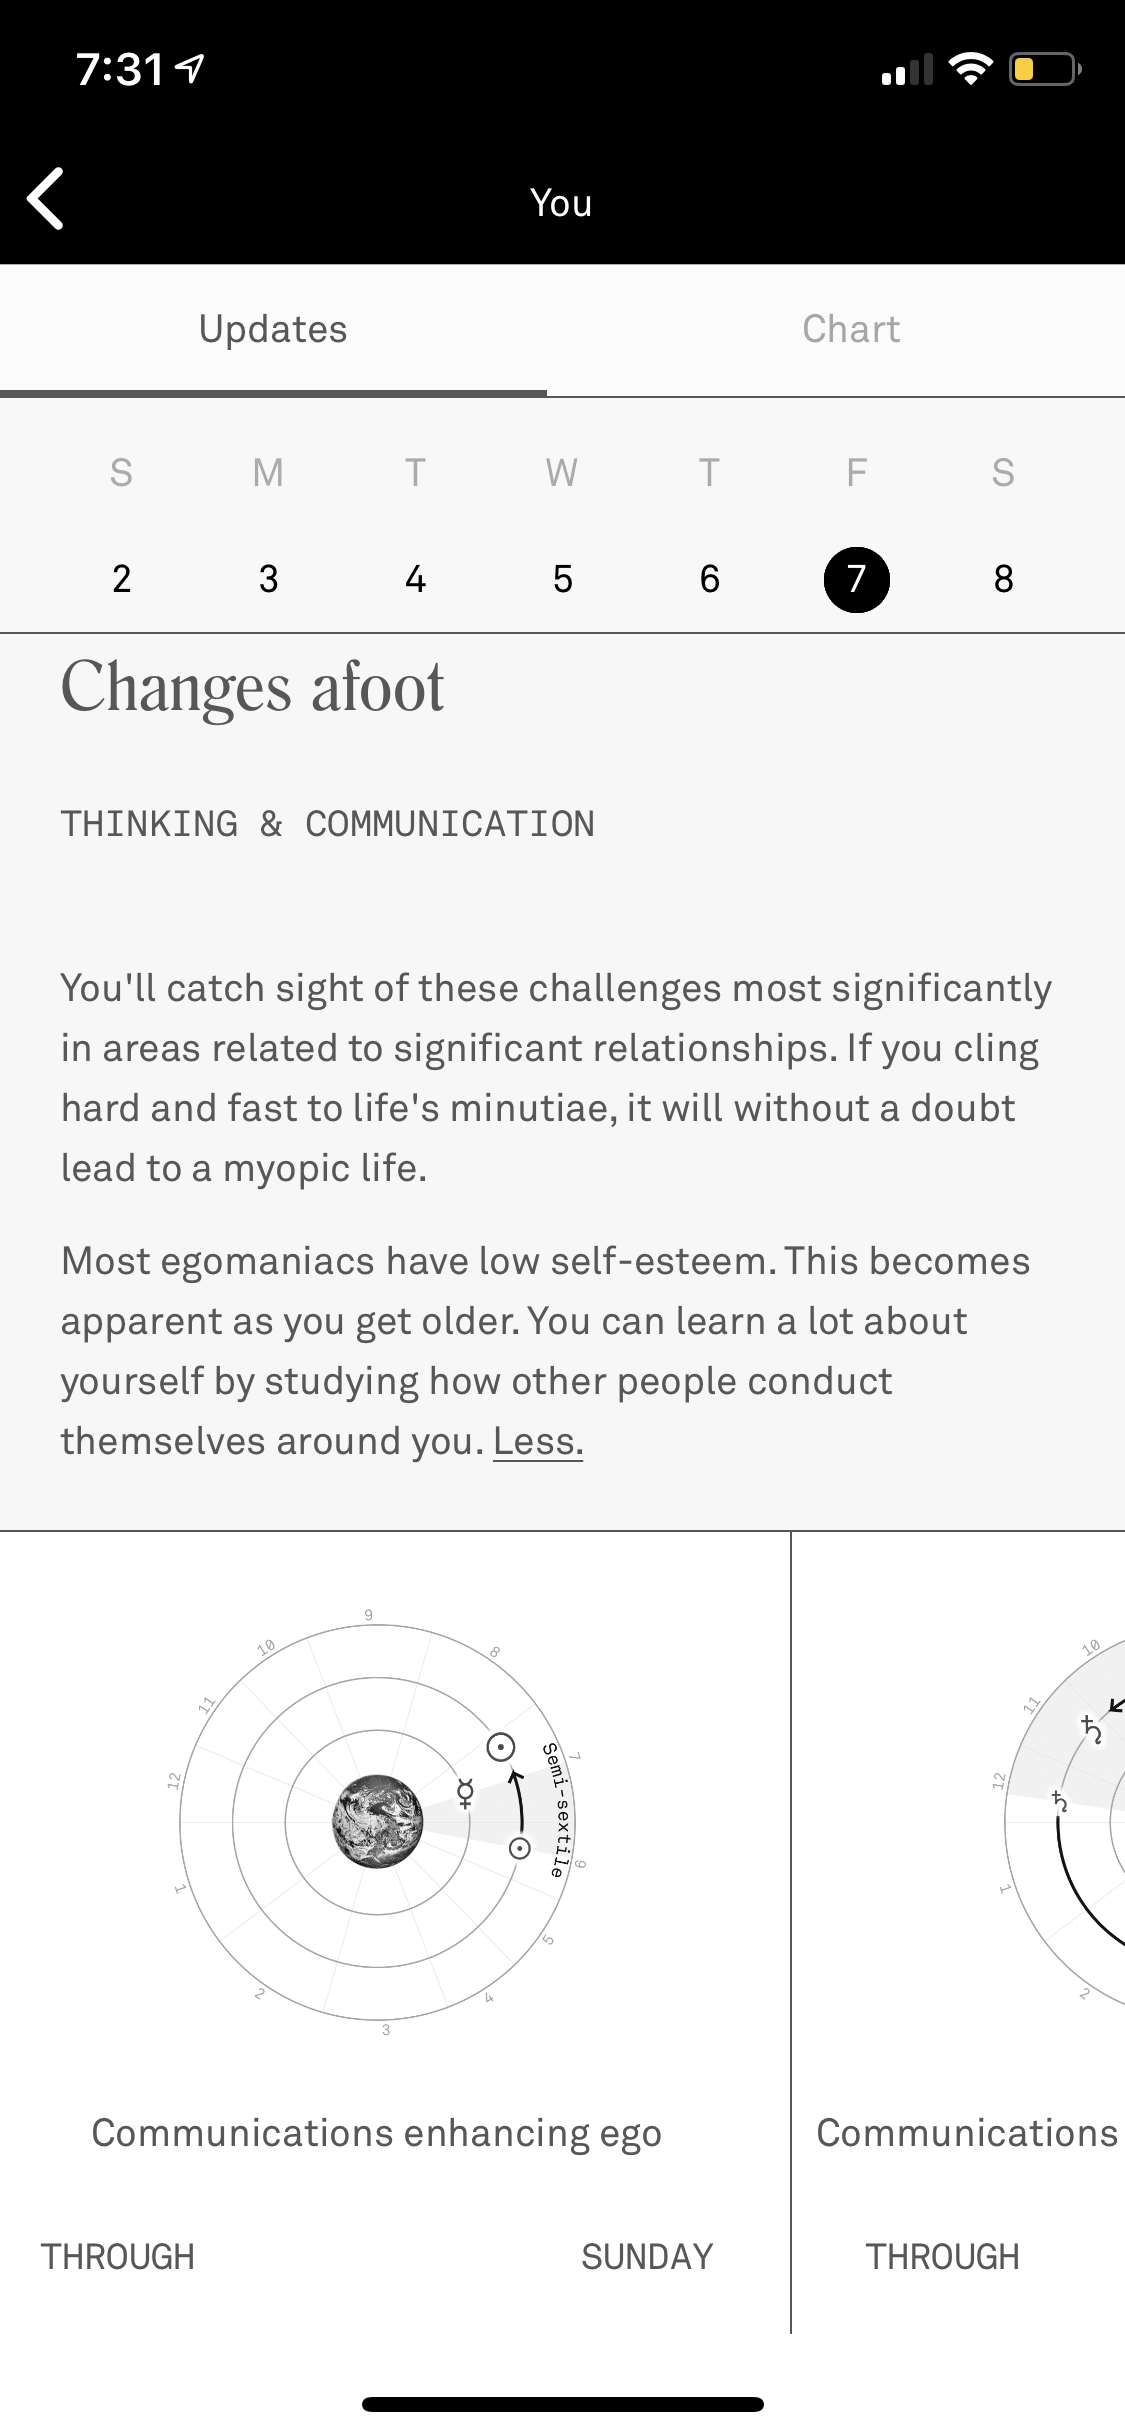 7:31
You
Updates Chart
S M T W T F S
2 3 4 5 6 7 8
Changes afoot
THINKING & COMMUNICATION
You'll catch sight of these challenges most significantly
in areas related to significant relationships. If you cling
hard and fast to life's minutiae, it will without a doubt
lead to a myopic life.
Most egomaniacs have low self-esteem. This becomes
apparent as you get older. You can learn a lot about
yourself by studying how other people conduct
themselves around you. Less.
9
10 8
11 7
12
Semi-sextile
6
1
5
2 4
3
10
11
12
1
2
Communications enhancing ego
Communications
THROUGH SUNDAY
THROUGH